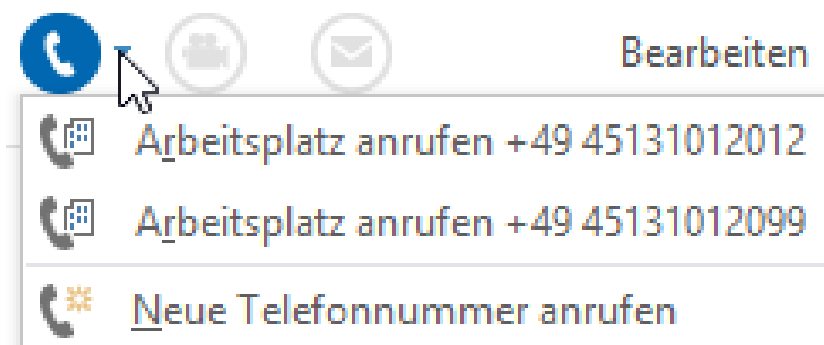 Bearbeiten
Arbeitsplatz anrufen +49 45131012012
Arbeitsplatz anrufen +49 45131012099
Neue Telefonnummer anrufen